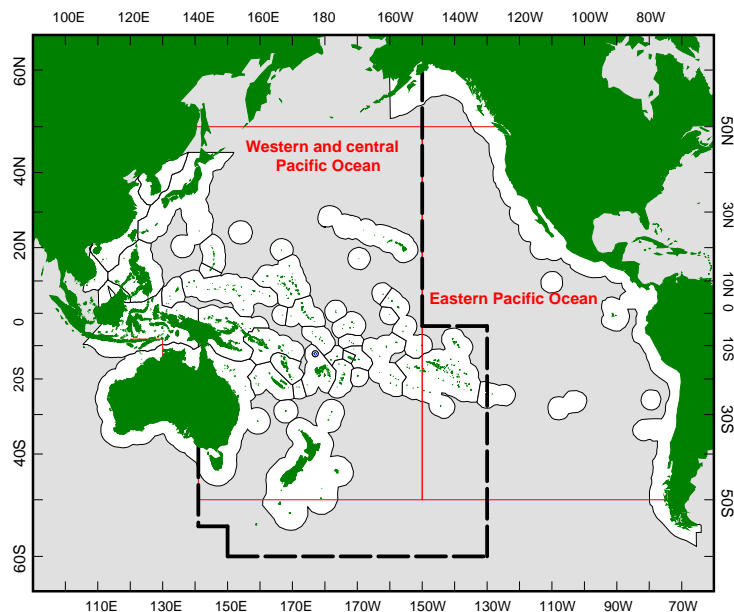 100E 120E 140E 160E 180 160W 140W 120W 100W 80W
60N
50N
Western and central
Pacific Ocean
40N
30N
20N
10N
Eastern Pacific Ocean
0
0
10S
20S
30S
40S
50S
60S
110E 130E 150E 170E 170W 150W 130W 110W 90W 70W